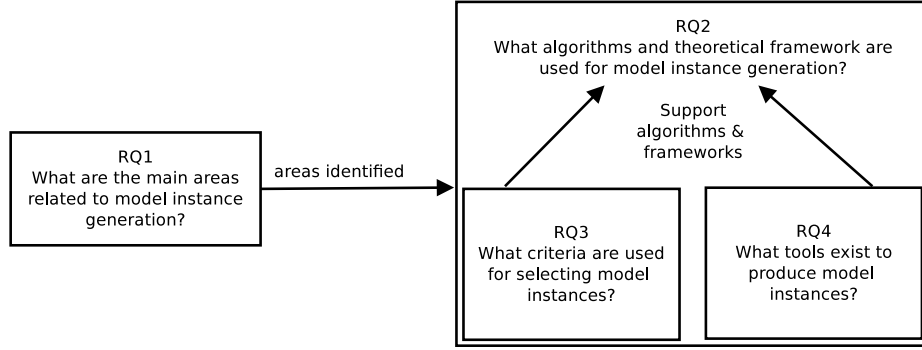 RQ1
What are the main areas
related to model instance
generation?
areas identified
RQ2
What algorithms and theoretical framework are
used for model instance generation?
Support
algorithms &
frameworks
RQ3
What criteria are used
for selecting model
instances?
RQ4
What tools exist to
produce model
instances?